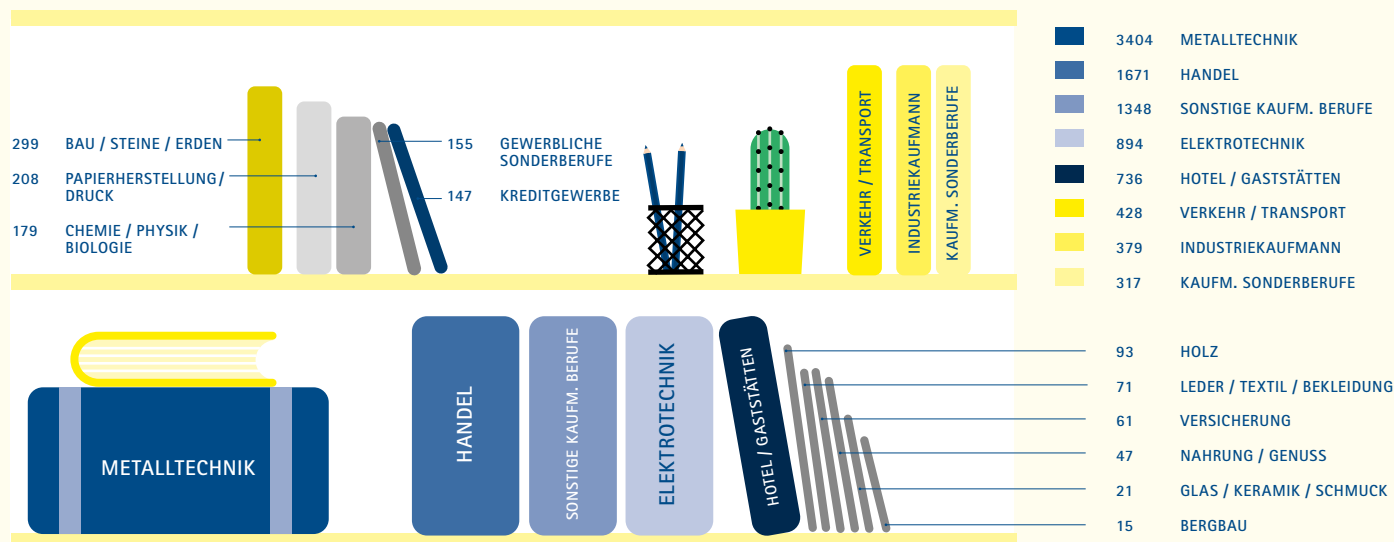 299 BAU / STEINE / ERDEN
208 PAPIERHERSTELLUNG/
DRUCK
179 CHEMIE / PHYSIK /
BIOLOGIE
155 GEWERBLICHE
SONDERBERUFE
147 KREDITGEWERBE
VERKEHR / TRANSPORT
INDUSTRIEKAUFMANN
KAUFM. SONDERBERUFE
METALLTECHNIK
HANDEL
SONSTIGE KAUFM. BERUFE
ELEKTROTECHNIK
HOTEL / GASTSTÄTTEN
3404 METALLTECHNIK
1671 HANDEL
1348 SONSTIGE KAUFM. BERUFE
894 ELEKTROTECHNIK
736 HOTEL / GASTSTÄTTEN
428 VERKEHR / TRANSPORT
379 INDUSTRIEKAUFMANN
317 KAUFM. SONDERBERUFE
93 HOLZ
71 LEDER / TEXTIL / BEKLEIDUNG
61 VERSICHERUNG
47 NAHRUNG / GENUSS
21 GLAS / KERAMIK / SCHMUCK
15 BERGBAU